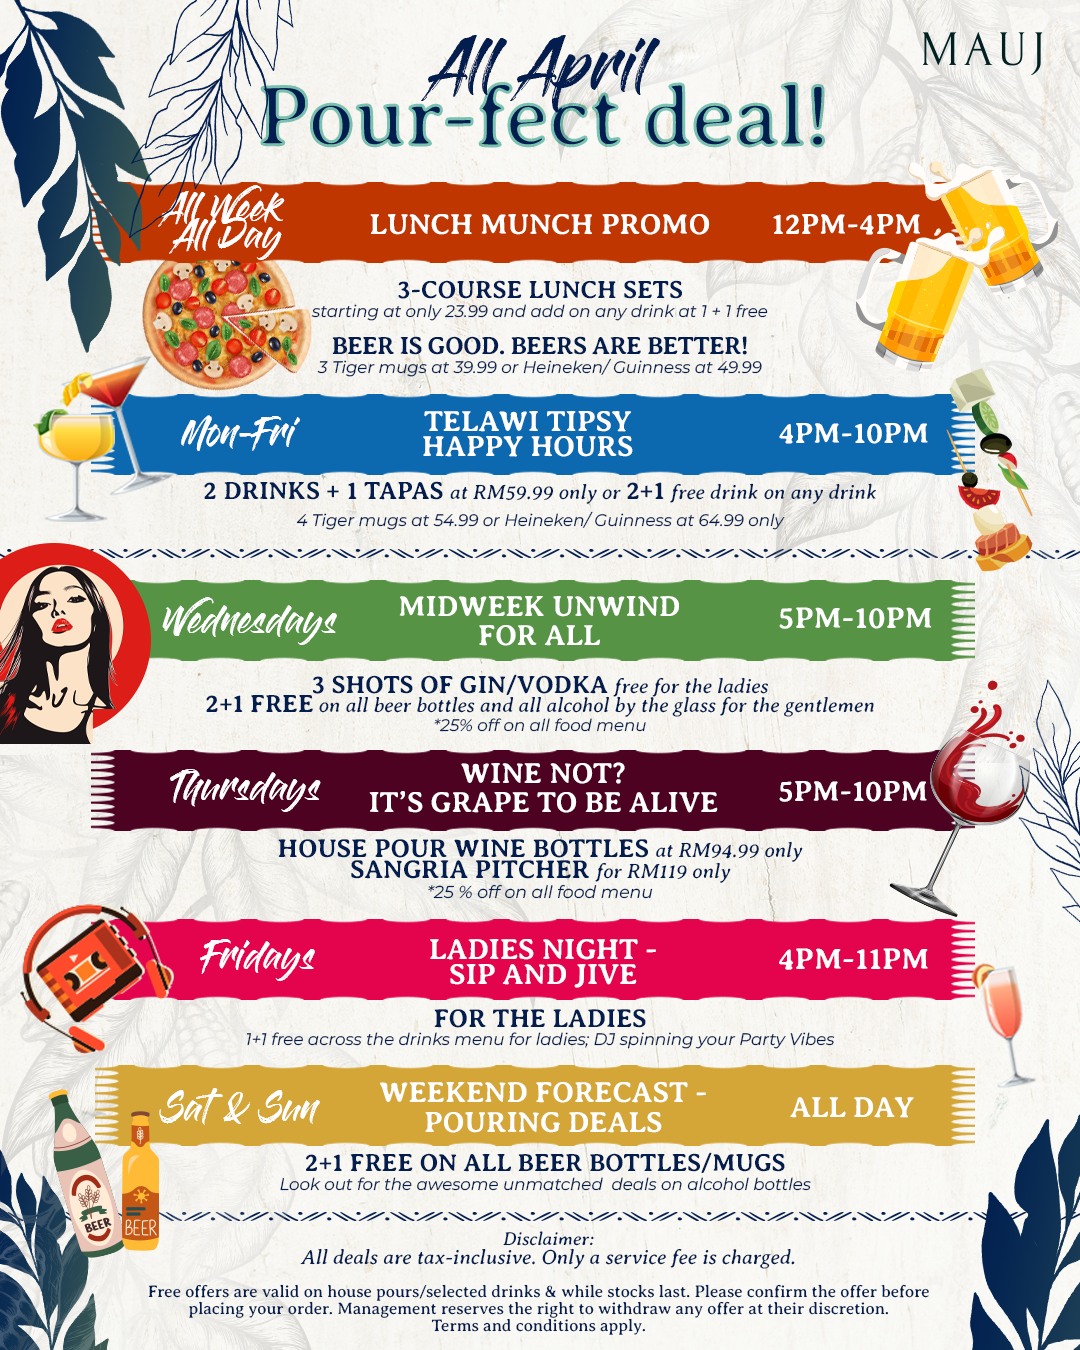 MAUJ
All April
Pour-fect deal!
All Week
All Day
LUNCH MUNCH PROMO
12PM-4PM
3-COURSE LUNCH SETS
starting at only 23.99 and add on any drink at 1 + 1 free
BEER IS GOOD. BEERS ARE BETTER!
3 Tiger mugs at 39.99 or Heineken/ Guinness at 49.99
Mon-Fri
TELAWI TIPSY
HAPPY HOURS
4PM-10PM
2 DRINKS + 1 TAPAS at RM59.99 only or 2+1 free drink on any drink
4 Tiger mugs at 54.99 or Heineken/ Guinness at 64.99 only
Wednesdays
MIDWEEK UNWIND
FOR ALL
5PM-10PM
3 SHOTS OF GIN/VODKA free for the ladies
2+1 FREE on all beer bottles and all alcohol by the glass for the gentlemen
*25% off on all food menu
Thursdays
WINE NOT?
IT'S GRAPE TO BE ALIVE
5PM-10PM
HOUSE POUR WINE BOTTLES at RM94.99 only
SANGRIA PITCHER for RM119 only
*25 % off on all food menu
Fridays
LADIES NIGHT -
SIP AND JIVE
4PM-11PM
FOR THE LADIES
1+1 free across the drinks menu for ladies; DJ spinning your Party Vibes
Sat & Sun
WEEKEND FORECAST -
POURING DEALS
ALL DAY
2+1 FREE ON ALL BEER BOTTLES/MUGS
Look out for the awesome unmatched deals on alcohol bottles
BEER
BEER
Disclaimer:
All deals are tax-inclusive. Only a service fee is charged.
Free offers are valid on house pours/selected drinks & while stocks last. Please confirm the offer before
placing your order. Management reserves the right to withdraw any offer at their discretion.
Terms and conditions apply.